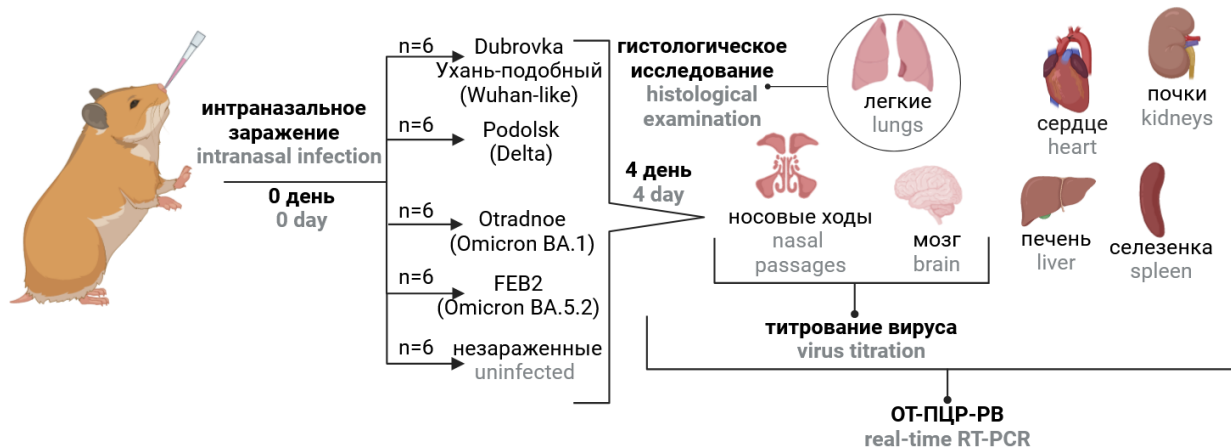 интраназальное
заражение
intranasal infection
0 день
0 day
n=6
Dubrovka
Ухань-подобный
(Wuhan-like)
n=6
Podolsk
(Delta)
n=6
Otradnoe
(Omicron BA.1)
n=6
FEB2
(Omicron BA.5.2)
n=6
незараженные
uninfected
4 день
4 day
гистологическое
исследование
histological
examination
легкие
lungs
носовые ходы
nasal
passages
мозг
brain
сердце
heart
почки
kidneys
печень
liver
селезенка
spleen
титрование вируса
virus titration
ОТ-ПЦР-РВ
real-time RT-PCR